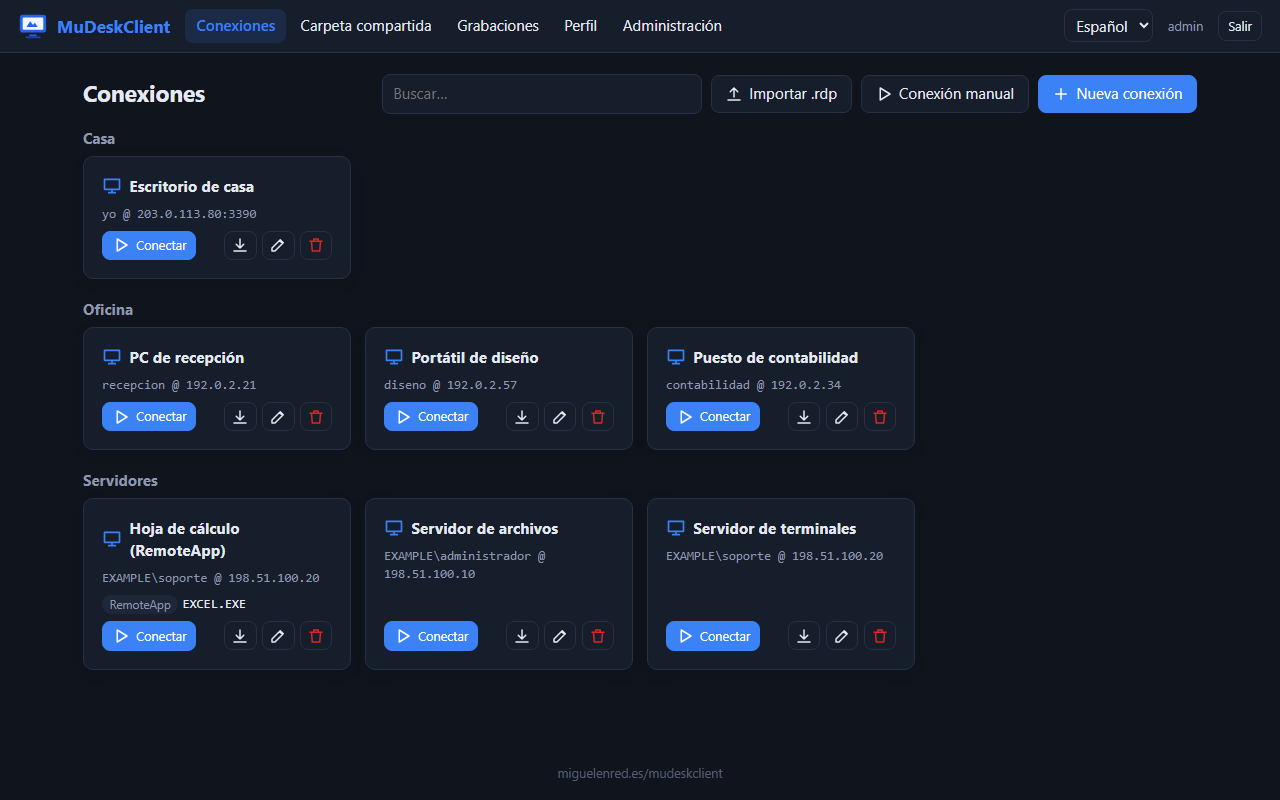 MuDeskClient Conexiones Carpeta compartida Grabaciones Perfil Administración Español admin Salir
Conexiones Buscar... Importar .rdp Conexión manual Nueva conexión
Casa
Escritorio de casa
yo @ 203.0.113.80:3390
Conectar
Oficina
PC de recepción
recepcion @ 192.0.2.21
Conectar
Portátil de diseño
diseno @ 192.0.2.57
Conectar
Puesto de contabilidad
contabilidad @ 192.0.2.34
Conectar
Servidores
Hoja de cálculo
(RemoteApp)
EXAMPLE\soporte @ 198.51.100.20
RemoteApp EXCEL.EXE
Conectar
Servidor de archivos
EXAMPLE\administrador @
198.51.100.10
Conectar
Servidor de terminales
EXAMPLE\soporte @ 198.51.100.20
Conectar
miguelenred.es/mudeskclient